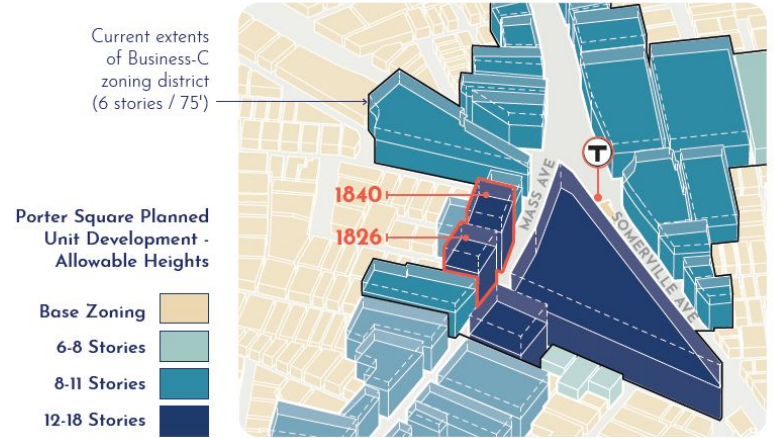 Current extents
of Business-C
zoning district
(6 stories / 75')
Porter Square Planned
Unit Development -
Allowable Heights
Base Zoning
6-8 Stories
8-11 Stories
12-18 Stories
1840
1826
MASS AVE
T
SOMERVILLE AVE